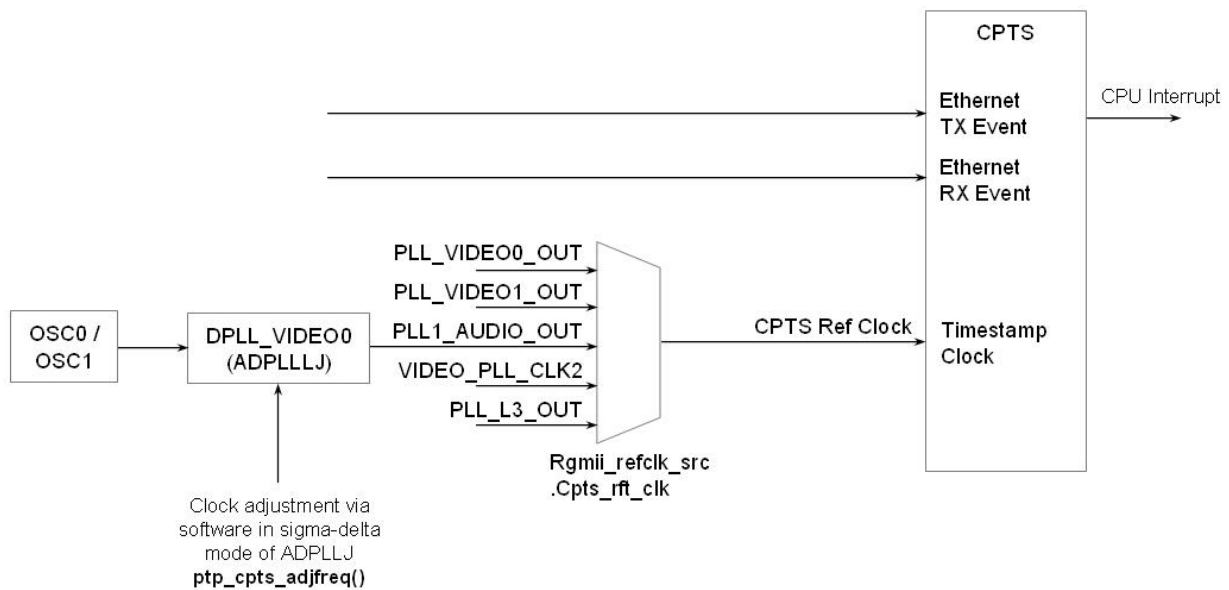 CPTS
Ethernet
TX Event
CPU Interrupt
Ethernet
RX Event
PLL_VIDEO0_OUT
PLL_VIDEO1_OUT
OSC0 /
OSC1
DPLL_VIDEO0
(ADPLLLJ)
PLL1_AUDIO_OUT
VIDEO_PLL_CLK2
PLL_L3_OUT
CPTS Ref Clock
Timestamp
Clock
Rgmii_refclk_src
.Cpts_rft_clk
Clock adjustment via
software in sigma-delta
mode of ADPLLJ
ptp_cpts_adjfreq()